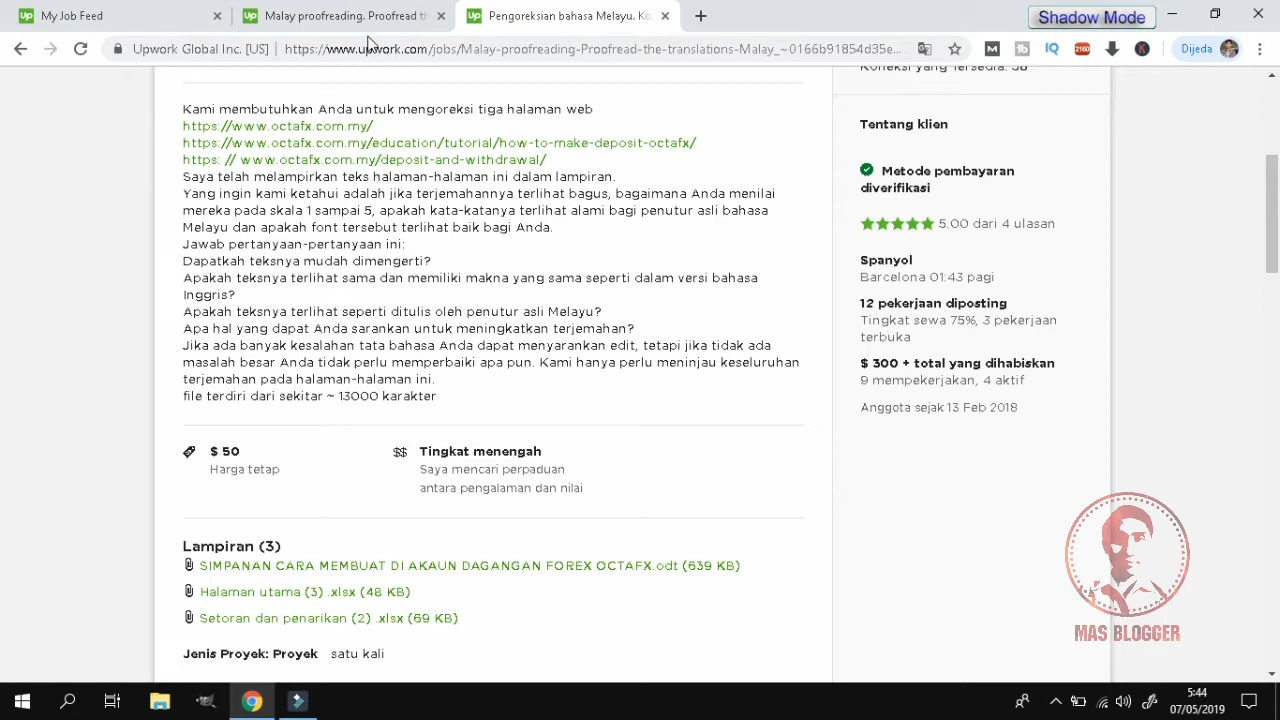 My Job Feed
Malay proofreading. Proofread th
Pengoreksian bahasa Melayu. Ko
Shadow Mode
Upwork Global Inc. [US]
https://www.upwork.com/jobs/Malay-proofreading-Proofread-the-translations-Malay_~0166b91854d35e...
2160
Dijeda
Koneksi yang Tersedia: 58
Kami membutuhkan Anda untuk mengoreksi tiga halaman web
https://www.octafx.com.my/
https://www.octafx.com.my/education/tutorial/how-to-make-deposit-octafx/
https: // www.octafx.com.my/deposit-and-withdrawal/
Saya telah melampirkan teks halaman-halaman ini dalam lampiran.
Yang ingin kami ketahui adalah jika terjemahannya terlihat bagus, bagaimana Anda menilai
mereka pada skala 1 sampai 5, apakah kata-katanya terlihat alami bagi penutur asli bahasa
Melayu dan apakah font tersebut terlihat baik bagi Anda.
Jawab pertanyaan-pertanyaan ini:
Dapatkah teksnya mudah dimengerti?
Apakah teksnya terlihat sama dan memiliki makna yang sama seperti dalam versi bahasa
Inggris?
Apakah teksnya terlihat seperti ditulis oleh penutur asli Melayu?
Apa hal yang dapat Anda sarankan untuk meningkatkan terjemahan?
Jika ada banyak kesalahan tata bahasa Anda dapat menyarankan edit, tetapi jika tidak ada
masalah besar Anda tidak perlu memperbaiki apa pun. Kami hanya perlu meninjau keseluruhan
terjemahan pada halaman-halaman ini.
file terdiri dari sekitar ~ 13000 karakter
$ 50
Harga tetap
$$ Tingkat menengah
Saya mencari perpaduan
antara pengalaman dan nilai
Lampiran (3)
SIMPANAN CARA MEMBUAT DI AKAUN DAGANGAN FOREX OCTAFX.odt (639 KB)
Halaman utama (3) .xlsx (48 KB)
Setoran dan penarikan (2) .xlsx (69 KB)
Jenis Proyek: Proyek satu kali
Tentang klien
Metode pembayaran
diverifikasi
5.00 dari 4 ulasan
Spanyol
Barcelona 01:43 pagi
12 pekerjaan diposting
Tingkat sewa 75%, 3 pekerjaan
terbuka
$ 300 + total yang dihabiskan
9 mempekerjakan, 4 aktif
Anggota sejak 13 Feb 2018
MAS BLOGGER
5:44
07/05/2019